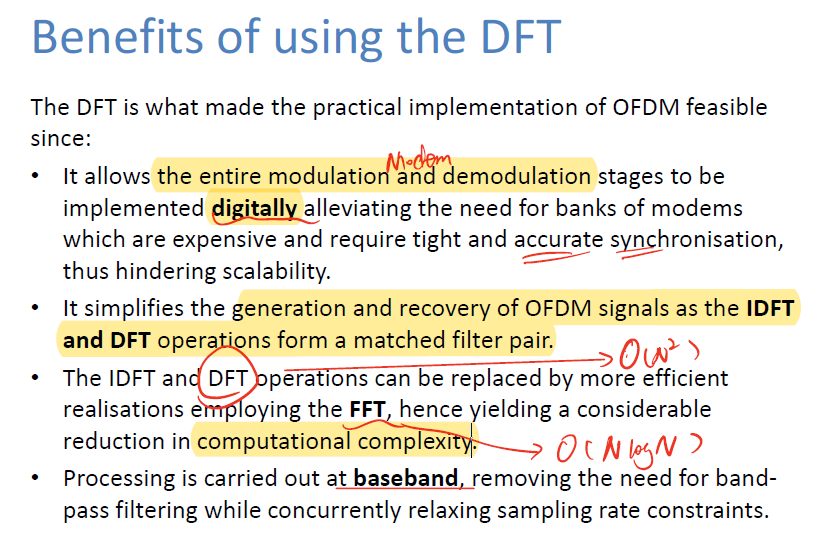 Benefits of using the DFT
The DFT is what made the practical implementation of OFDM feasible
since:
Modem
• It allows the entire modulation and demodulation stages to be
implemented digitally alleviating the need for banks of modems
which are expensive and require tight and accurate synchronisation,
thus hindering scalability.
• It simplifies the generation and recovery of OFDM signals as the IDFT
and DFT operations form a matched filter pair.
O(N²)
• The IDFT and DFT operations can be replaced by more efficient
realisations employing the FFT, hence yielding a considerable
reduction in computational complexity.
O(N log N)
• Processing is carried out at baseband, removing the need for band-
pass filtering while concurrently relaxing sampling rate constraints.